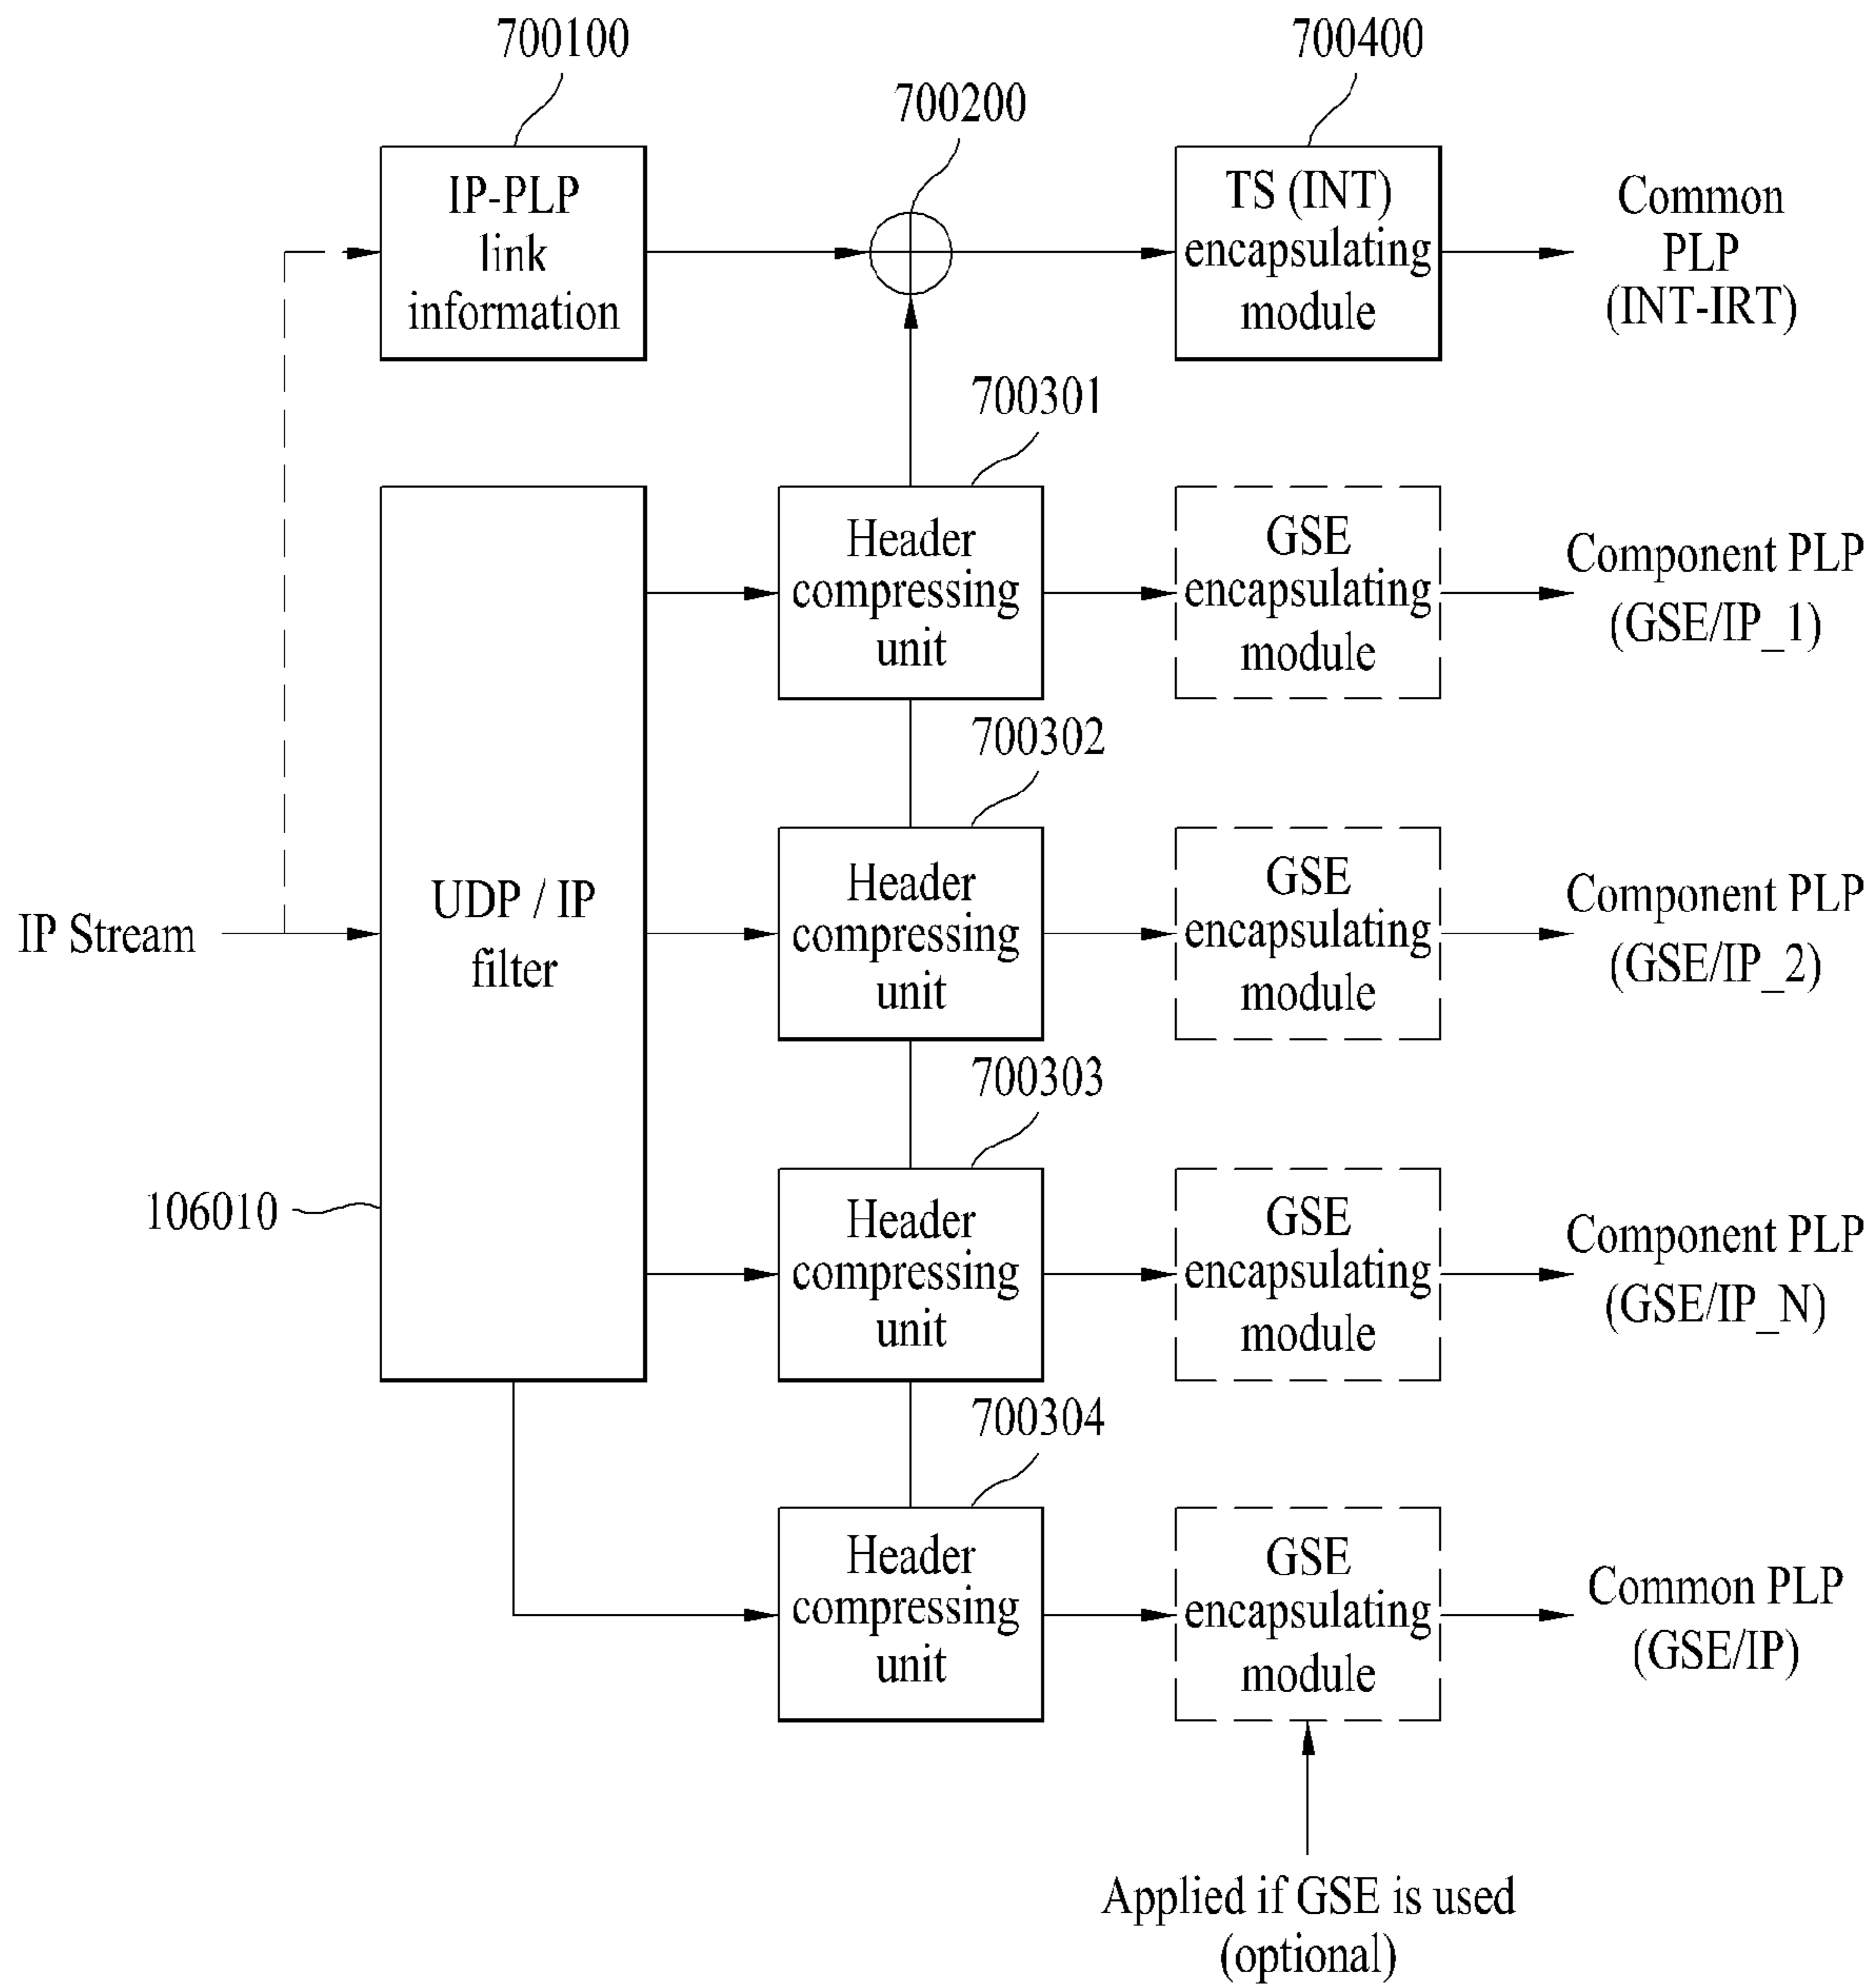 700100
700400
700200
IP-PLP
link
information
TS (INT)
encapsulating
module
Common
PLP
(INT-IRT)
700301
Header
compressing
unit
GSE
encapsulating
module
Component PLP
(GSE/IP_1)
700302
IP Stream
UDP / IP
filter
Header
compressing
unit
GSE
encapsulating
module
Component PLP
(GSE/IP_2)
700303
106010
Header
compressing
unit
GSE
encapsulating
module
Component PLP
(GSE/IP_N)
700304
Header
compressing
unit
GSE
encapsulating
module
Common PLP
(GSE/IP)
Applied if GSE is used
(optional)